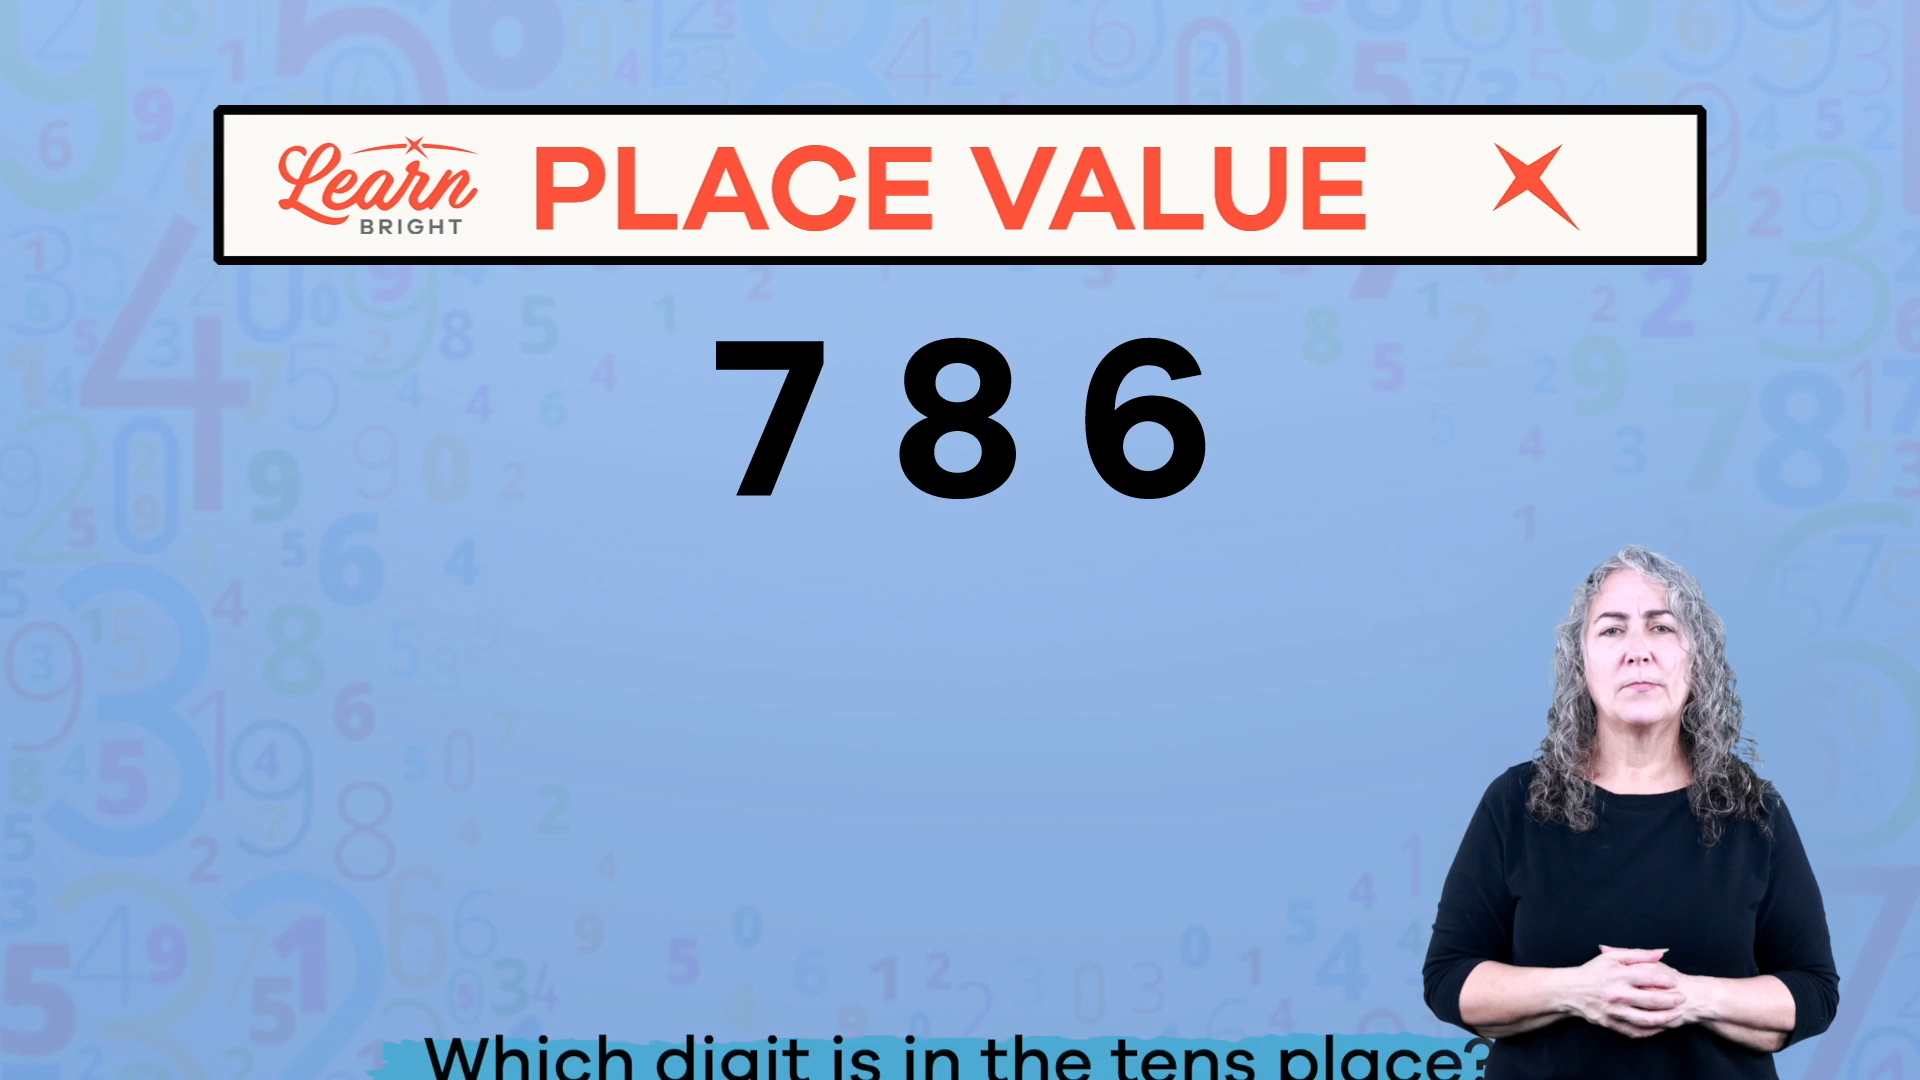 Learn
BRIGHT
PLACE VALUE
7 8 6
Which digit is in the tens place?